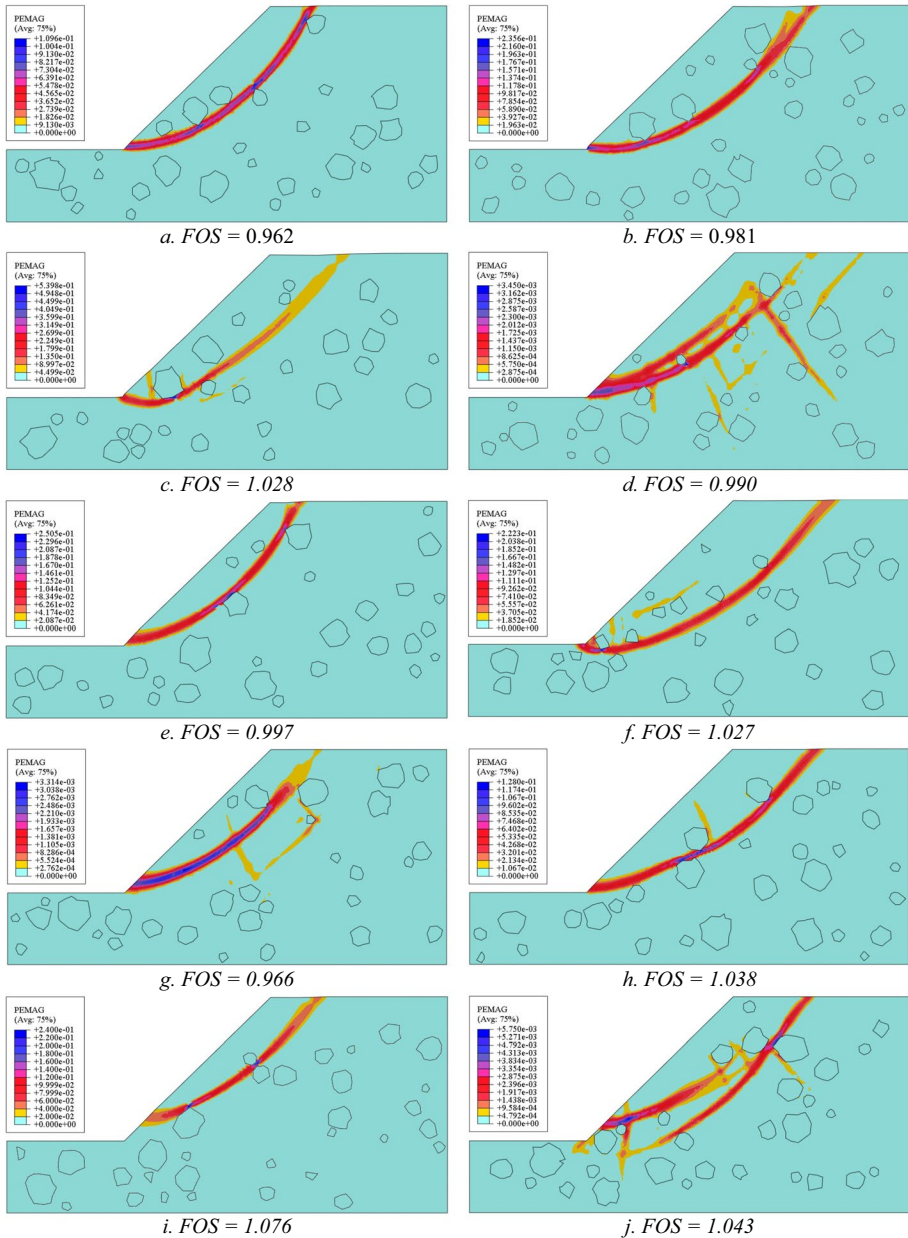 PEMAG
(Avg: 75%)
+1.096e-01
+1.004e-01
+9.130e-02
+8.217e-02
+7.304e-02
+6.391e-02
+5.478e-02
+4.565e-02
+3.652e-02
+2.739e-02
+1.826e-02
+9.130e-03
+0.000e+00
a. FOS = 0.962
PEMAG
(Avg: 75%)
+2.356e-01
+2.160e-01
+1.963e-01
+1.767e-01
+1.571e-01
+1.374e-01
+1.178e-01
+9.817e-02
+7.854e-02
+5.890e-02
+3.927e-02
+1.963e-02
+0.000e+00
b. FOS = 0.981
PEMAG
(Avg: 75%)
+5.398e-01
+4.948e-01
+4.499e-01
+4.049e-01
+3.599e-01
+3.149e-01
+2.699e-01
+2.249e-01
+1.799e-01
+1.350e-01
+8.997e-02
+4.499e-02
+0.000e+00
c. FOS = 1.028
PEMAG
(Avg: 75%)
+3.450e-03
+3.162e-03
+2.875e-03
+2.587e-03
+2.300e-03
+2.012e-03
+1.725e-03
+1.437e-03
+1.150e-03
+8.625e-04
+5.750e-04
+2.875e-04
+0.000e+00
d. FOS = 0.990
PEMAG
(Avg: 75%)
+2.505e-01
+2.296e-01
+2.087e-01
+1.878e-01
+1.670e-01
+1.461e-01
+1.252e-01
+1.044e-01
+8.349e-02
+6.261e-02
+4.174e-02
+2.087e-02
+0.000e+00
e. FOS = 0.997
PEMAG
(Avg: 75%)
+2.223e-01
+2.038e-01
+1.852e-01
+1.667e-01
+1.482e-01
+1.297e-01
+1.111e-01
+9.262e-02
+7.410e-02
+5.557e-02
+3.705e-02
+1.852e-02
+0.000e+00
f. FOS = 1.027
PEMAG
(Avg: 75%)
+3.314e-03
+3.038e-03
+2.762e-03
+2.486e-03
+2.210e-03
+1.933e-03
+1.657e-03
+1.381e-03
+1.105e-03
+8.286e-04
+5.524e-04
+2.762e-04
+0.000e+00
g. FOS = 0.966
PEMAG
(Avg: 75%)
+1.280e-01
+1.174e-01
+1.067e-01
+9.602e-02
+8.535e-02
+7.468e-02
+6.402e-02
+5.335e-02
+4.268e-02
+3.201e-02
+2.134e-02
+1.067e-02
+0.000e+00
h. FOS = 1.038
PEMAG
(Avg: 75%)
+2.400e-01
+2.200e-01
+2.000e-01
+1.800e-01
+1.600e-01
+1.400e-01
+1.200e-01
+9.999e-02
+7.999e-02
+6.000e-02
+4.000e-02
+2.000e-02
+0.000e+00
i. FOS = 1.076
PEMAG
(Avg: 75%)
+5.750e-03
+5.271e-03
+4.792e-03
+4.313e-03
+3.834e-03
+3.354e-03
+2.875e-03
+2.396e-03
+1.917e-03
+1.438e-03
+9.584e-04
+4.792e-04
+0.000e+00
j. FOS = 1.043